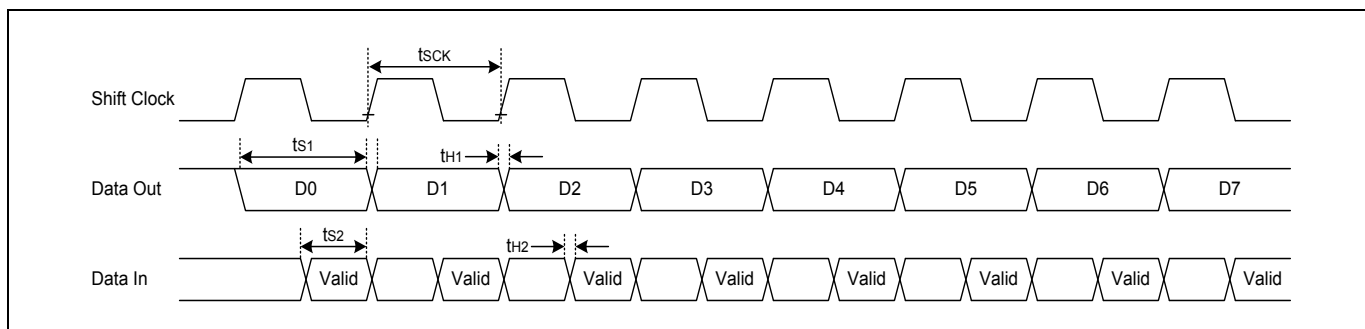 tSCK
Shift Clock
tS1
tH1
Data Out D0 D1 D2 D3 D4 D5 D6 D7
tS2
tH2
Data In Valid Valid Valid Valid Valid Valid Valid Valid